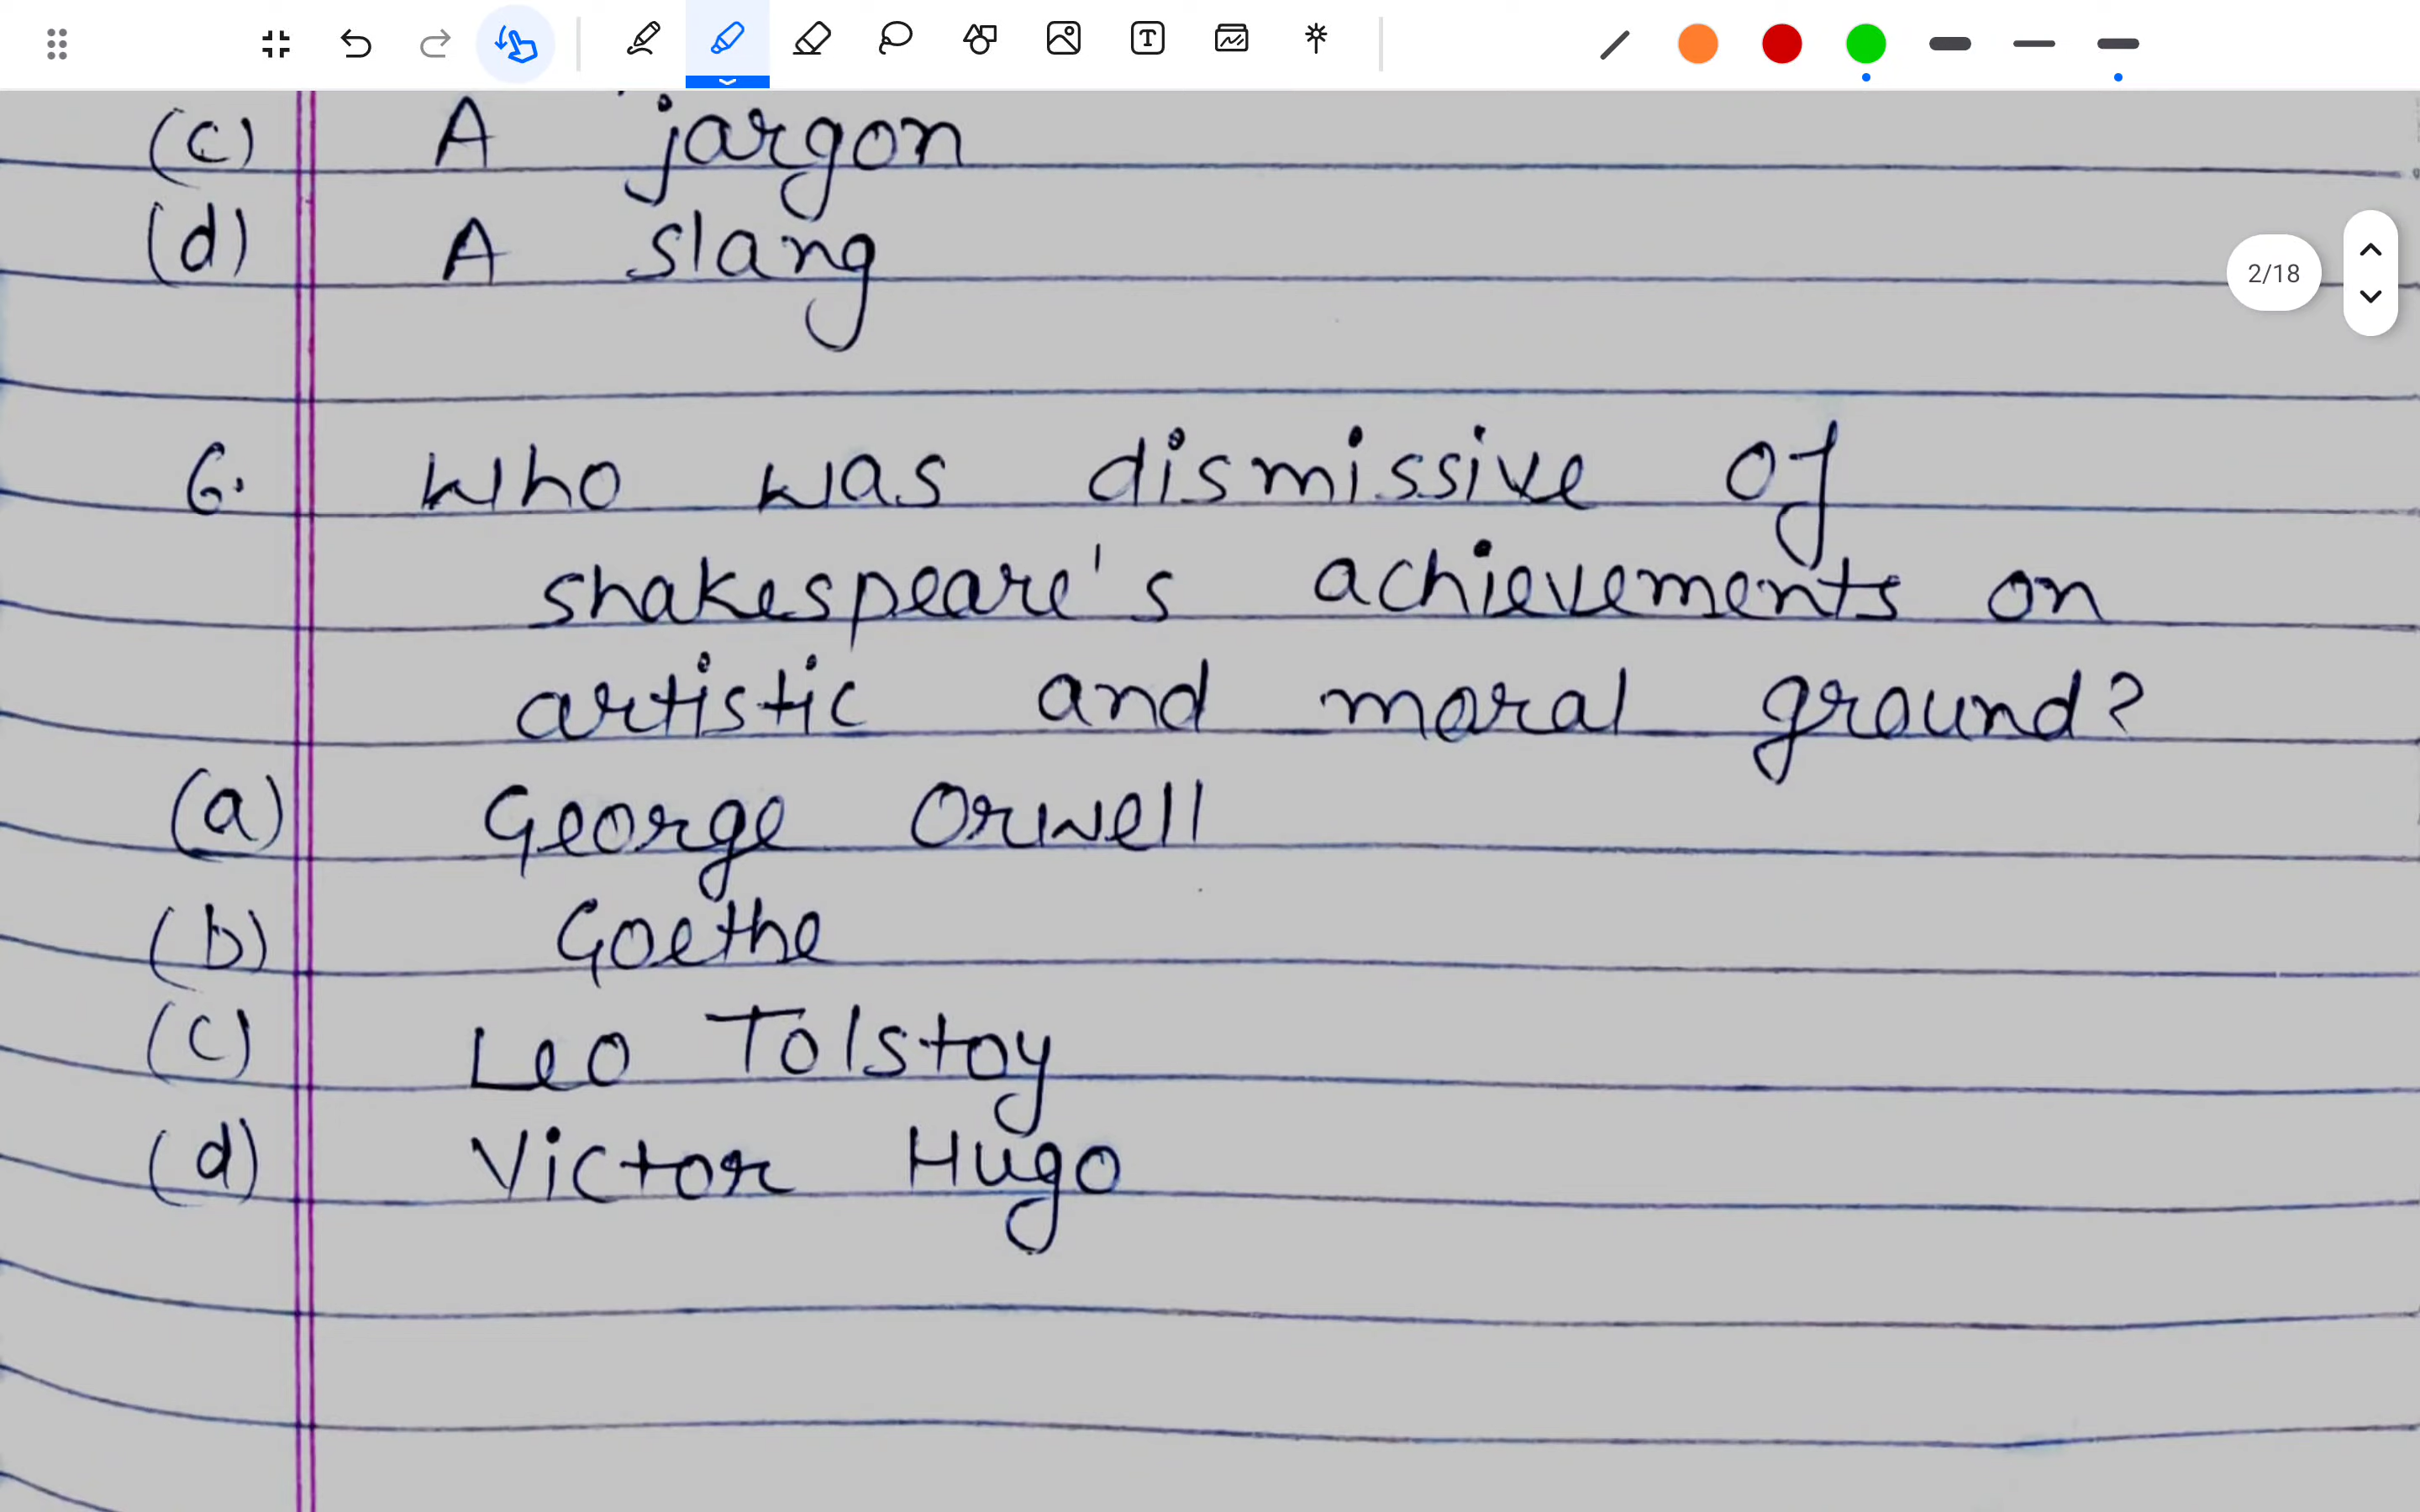 (c) A jargon
(d) A slang
2/18
6. Who was dismissive of
shakespeare's achievements on
artistic and moral ground?
(a) George Orwell
(b) Goethe
(c) Leo Tolstoy
(d) Victor Hugo